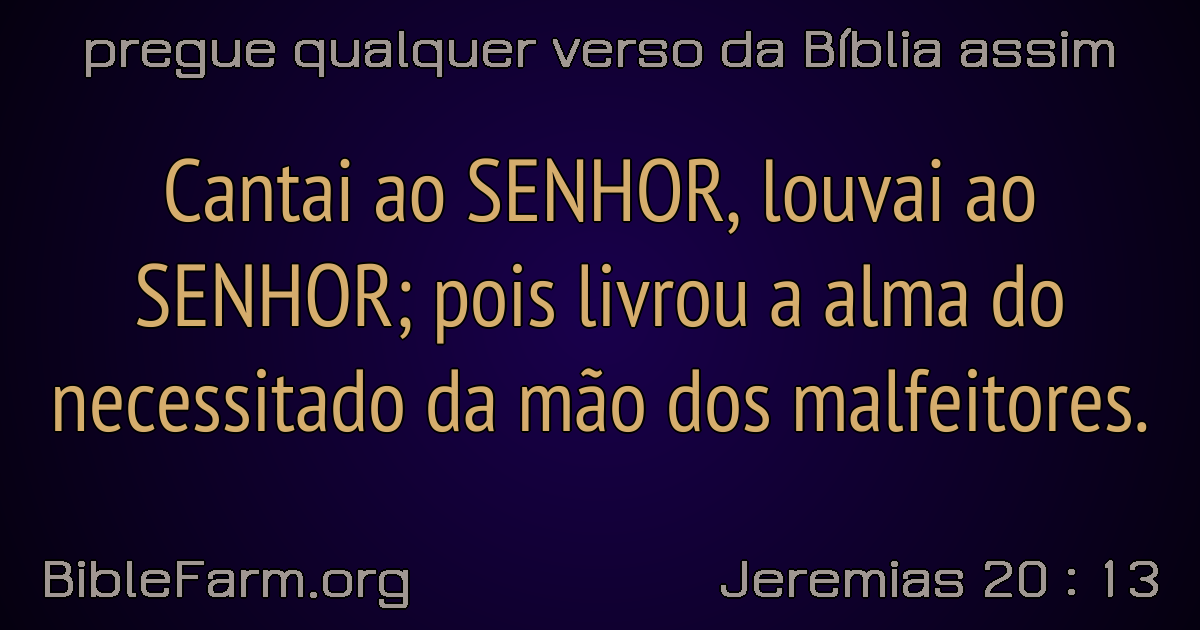 pregue qualquer verso da Bíblia assim
Cantai ao SENHOR, louvai ao
SENHOR; pois livrou a alma do
necessitado da mão dos malfeitores.
BibleFarm.org
Jeremias 20 : 13